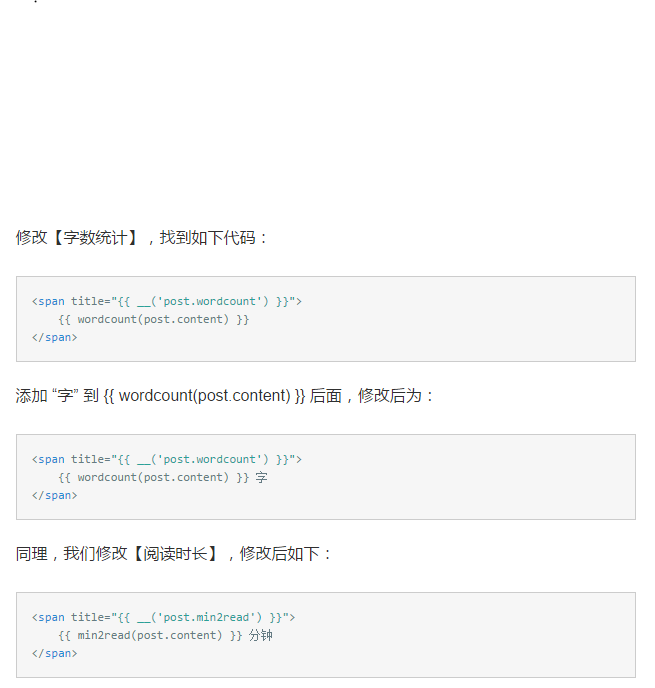 修改【字数统计】，找到如下代码：
<span title="{{ __('post.wordcount') }}">
    {{ wordcount(post.content) }}
</span>
添加 “字” 到 {{ wordcount(post.content) }} 后面，修改后为：
<span title="{{ __('post.wordcount') }}">
    {{ wordcount(post.content) }} 字
</span>
同理，我们修改【阅读时长】，修改后如下：
<span title="{{ __('post.min2read') }}">
    {{ min2read(post.content) }} 分钟
</span>